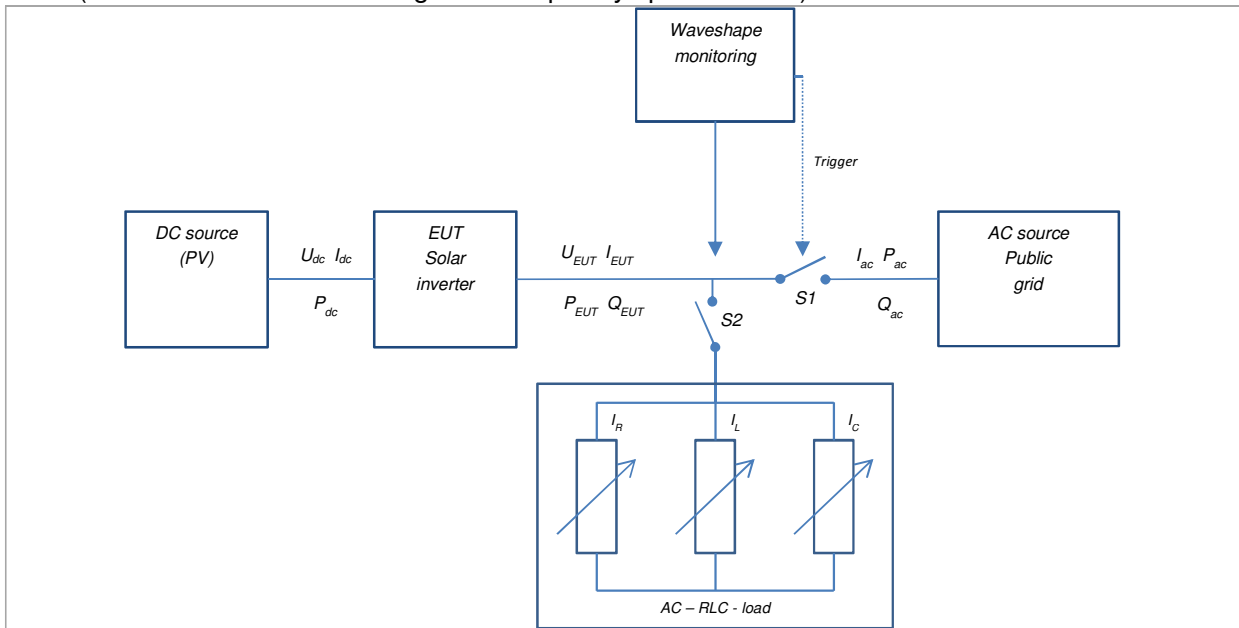 Waveshape
monitoring
Trigger
DC source
(PV)
U_dc I_dc
P_dc
EUT
Solar
inverter
U_EUT I_EUT
P_EUT Q_EUT
S2
S1
I_ac P_ac
Q_ac
AC source
Public
grid
I_R
I_L
I_C
AC – RLC - load